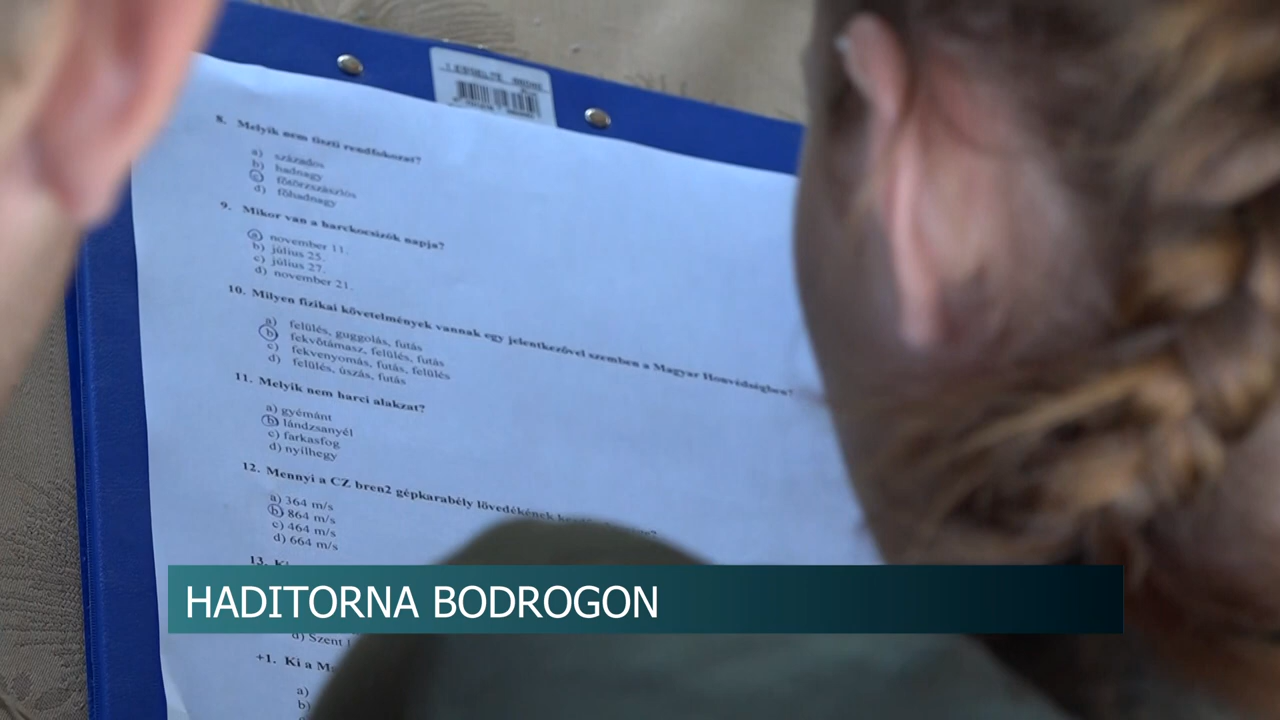 8. Melyik nem tiszti rendfokozat?
a) százados
b) hadnagy
c) főtörzszászlós
d) főhadnagy
9. Mikor van a harckocsizók napja?
a) november 11.
b) július 25.
c) július 27.
d) november 21.
10. Milyen fizikai követelmények vannak egy jelentkezővel szemben a Magyar Honvédségben?
a) felülés, guggolás, futás
b) fekvőtámasz, felülés, futás
c) fekvenyomás, futás, felülés
d) felülés, úszás, futás
11. Melyik nem harci alakzat?
a) gyémánt
b) lándzsanyél
c) farkasfog
d) nyílhegy
12. Mennyi a CZ bren2 gépkarabély lövedékének
a) 364 m/s
b) 864 m/s
c) 464 m/s
d) 664 m/s
13.
HADITORNA BODROGON
d) Szent
+1. Ki a
a)
b)